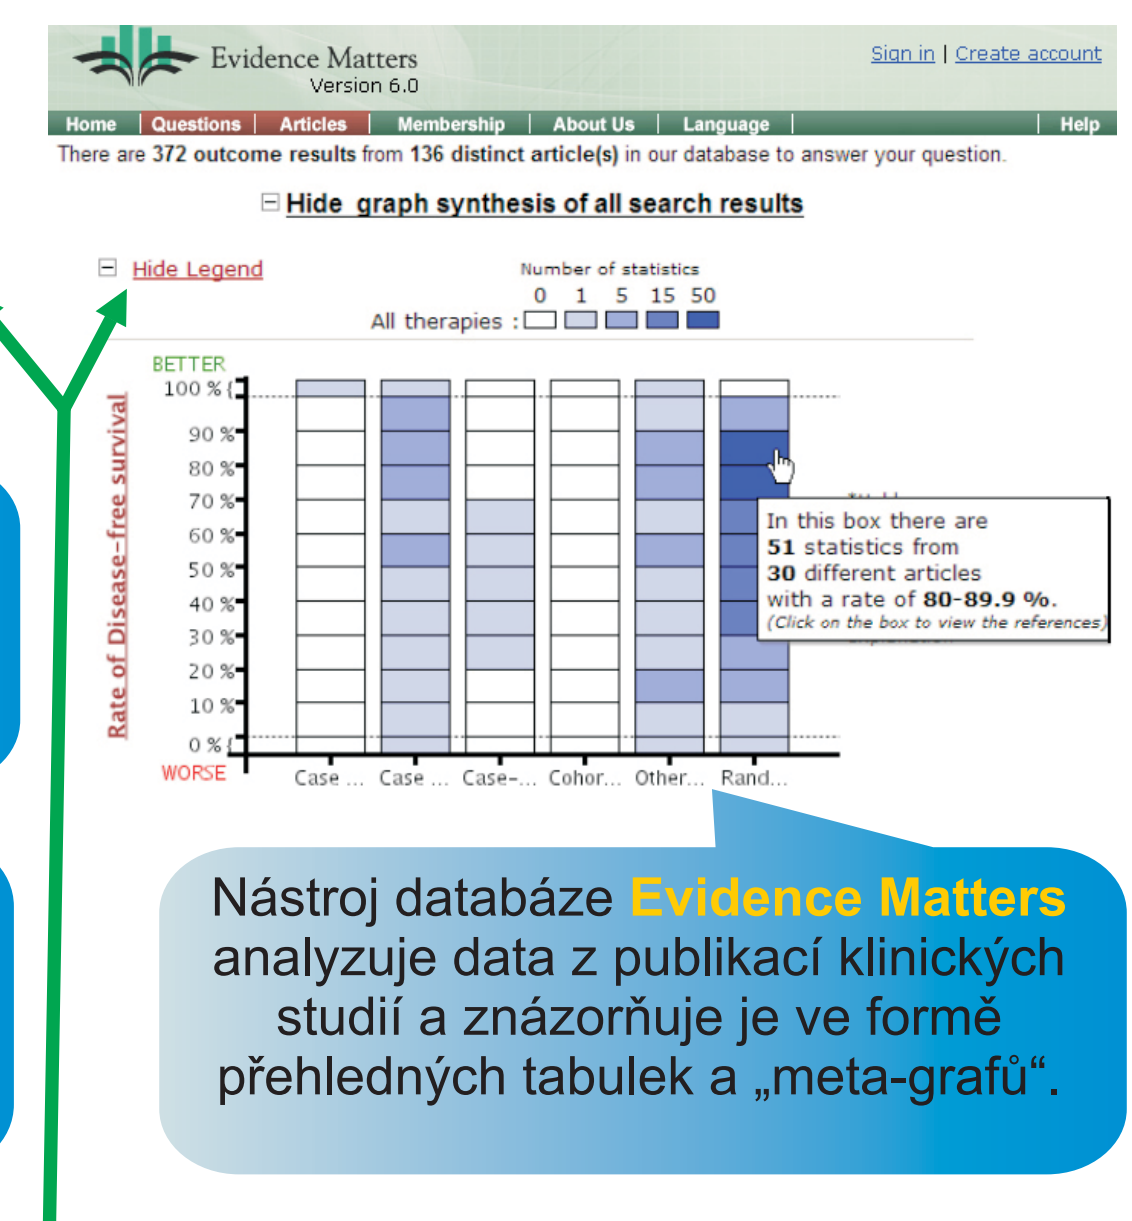 Evidence Matters
Version 6.0
Sign in | Create account
Home | Questions | Articles | Membership | About Us | Language | | Help
There are 372 outcome results from 136 distinct article(s) in our database to answer your question.
Hide graph synthesis of all search results
Hide Legend
Number of statistics
0 1 5 15 50
All therapies :
BETTER
100 % {
90 %
80 %
70 %
60 %
50 %
40 %
30 %
20 %
10 %
0 % {
WORSE
Rate of Disease-free survival
In this box there are
51 statistics from
30 different articles
with a rate of 80-89.9 %.
(Click on the box to view the references)
Case ... Case ... Case-... Cohor... Other... Rand...
Nástroj databáze Evidence Matters
analyzuje data z publikací klinických
studií a znázorňuje je ve formě
přehledných tabulek a „meta-grafů“.